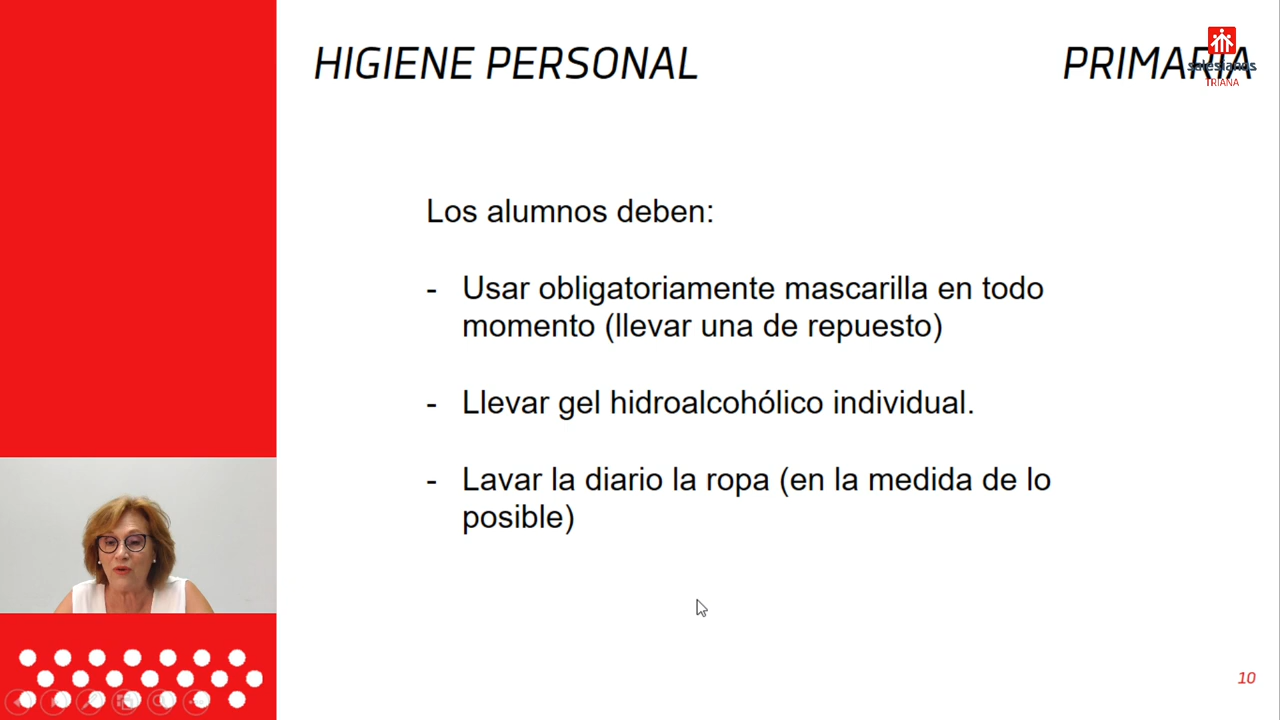 HIGIENE PERSONAL
PRIMARIA
salesianos
TRIANA
Los alumnos deben:
- Usar obligatoriamente mascarilla en todo
momento (llevar una de repuesto)
- Llevar gel hidroalcohólico individual.
- Lavar la diario la ropa (en la medida de lo
posible)
10